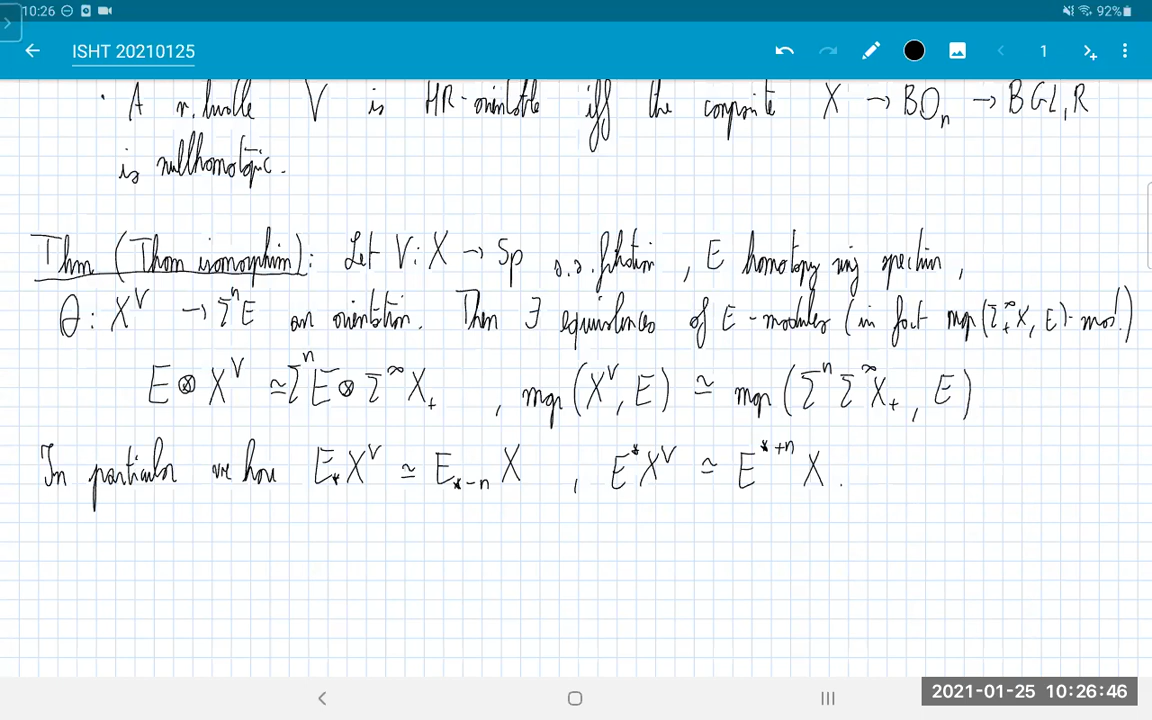 10:26 92%
ISHT 20210125 1
· A v. bundle V is HR-orientable iff the composite X → BO_n → BGL_1R
is nullhomotopic.
Thm (Thom isomorphism): Let V: X → Sp s.s. fibration, E homotopy ring spectrum,
θ: X^V → Σ^n E an orientation. Then ∃ equivalences of E-modules (in fact map(Σ^∞_+ X, E)-mod.)
E ⊗ X^V ≃ Σ^n E ⊗ Σ^∞ X_+ , map(X^V, E) ≃ map(Σ^n Σ^∞ X_+, E)
In particular we have E_* X^V ≃ E_{*-n} X , E^* X^V ≃ E^{*+n} X.
2021-01-25 10:26:46